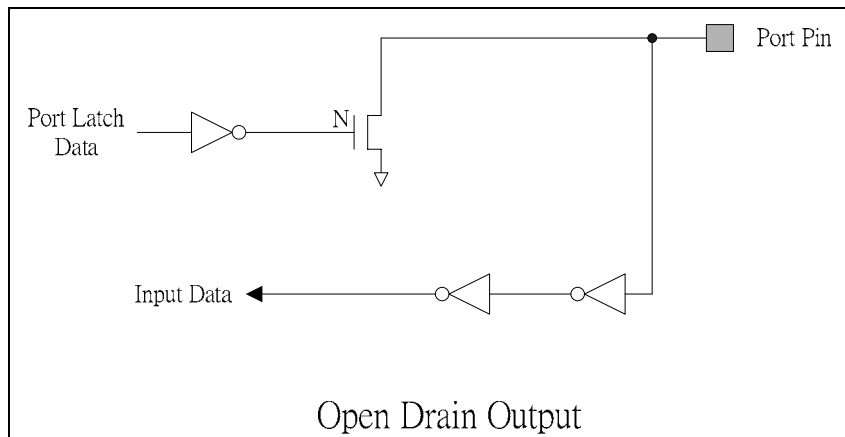 Port Pin
N
Port Latch
Data
Input Data
Open Drain Output